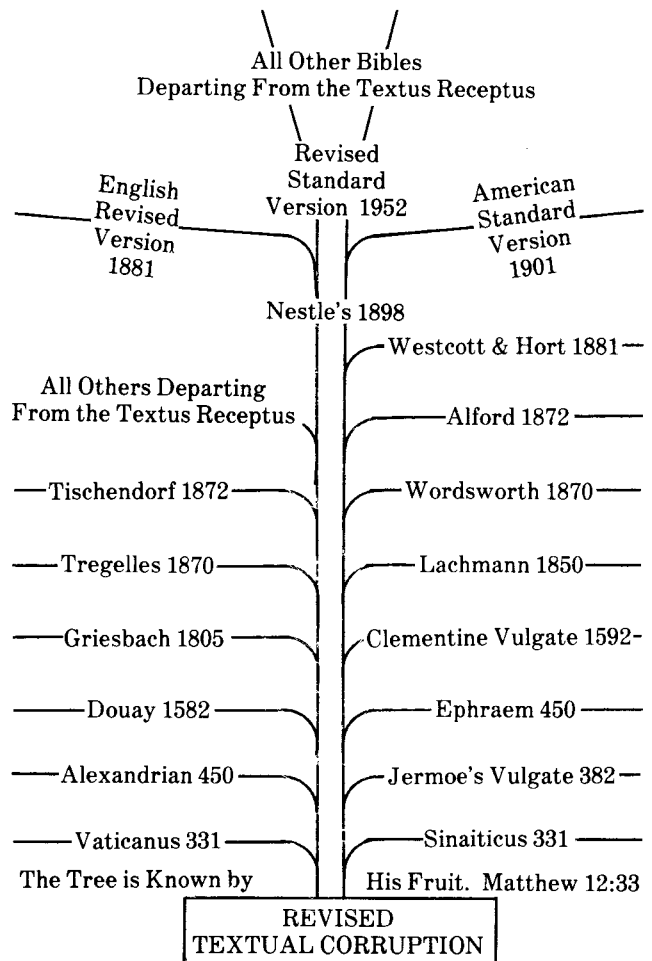 All Other Bibles
Departing From the Textus Receptus
Revised
Standard
Version 1952
English
Revised
Version
1881
American
Standard
Version
1901
Nestle's 1898
Westcott & Hort 1881
All Others Departing
From the Textus Receptus
Alford 1872
Tischendorf 1872
Wordsworth 1870
Tregelles 1870
Lachmann 1850
Griesbach 1805
Clementine Vulgate 1592
Douay 1582
Ephraem 450
Alexandrian 450
Jermoe's Vulgate 382
Vaticanus 331
Sinaiticus 331
The Tree is Known by His Fruit. Matthew 12:33
REVISED
TEXTUAL CORRUPTION